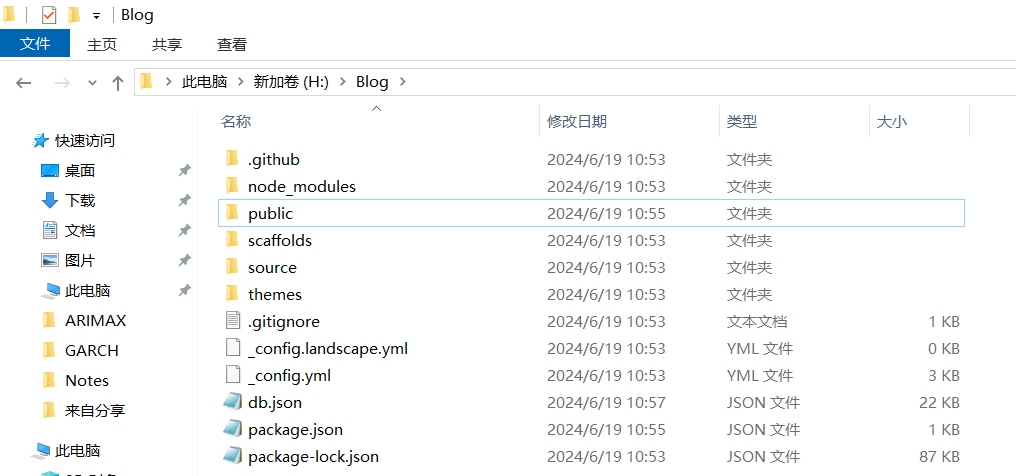 Blog
文件 主页 共享 查看
此电脑 新加卷 (H:) Blog
名称 修改日期 类型 大小
快速访问
桌面
下载
文档
图片
此电脑
ARIMAX
GARCH
Notes
来自分享
此电脑
.github 2024/6/19 10:53 文件夹
node_modules 2024/6/19 10:53 文件夹
public 2024/6/19 10:55 文件夹
scaffolds 2024/6/19 10:53 文件夹
source 2024/6/19 10:53 文件夹
themes 2024/6/19 10:53 文件夹
.gitignore 2024/6/19 10:53 文本文档 1 KB
_config.landscape.yml 2024/6/19 10:53 YML 文件 0 KB
_config.yml 2024/6/19 10:53 YML 文件 3 KB
db.json 2024/6/19 10:57 JSON 文件 22 KB
package.json 2024/6/19 10:55 JSON 文件 1 KB
package-lock.json 2024/6/19 10:53 JSON 文件 87 KB